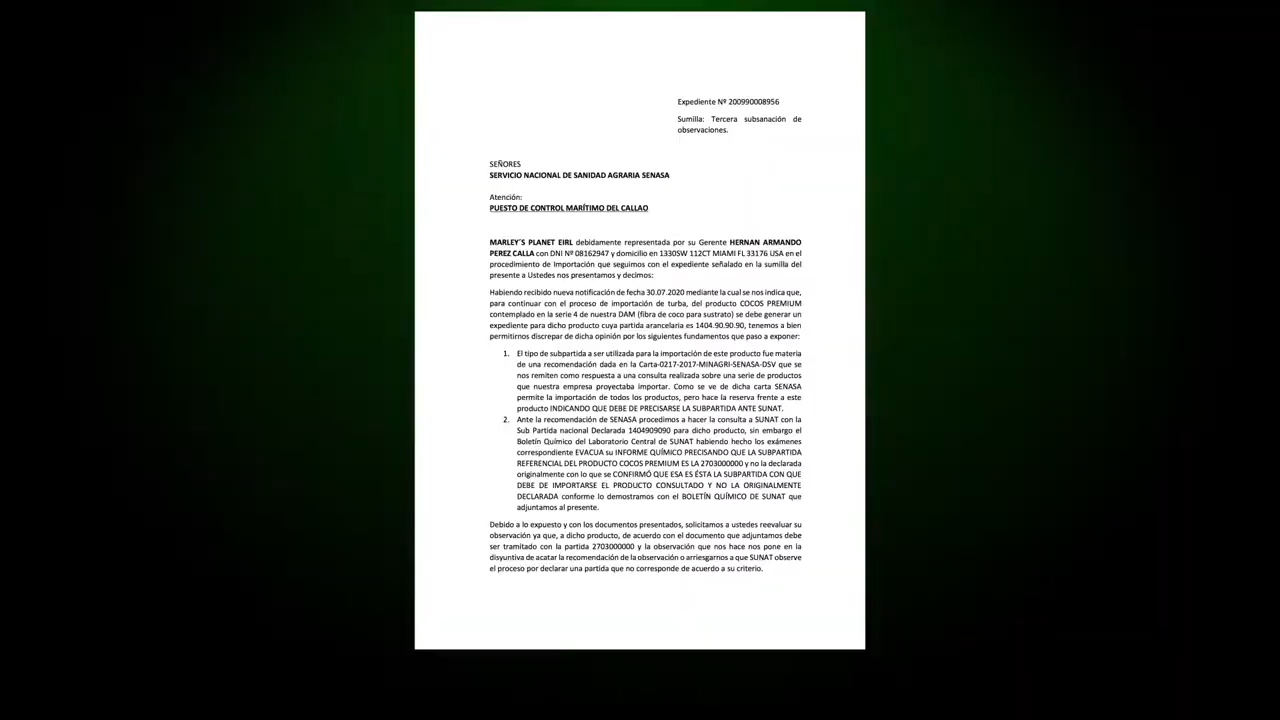 Expediente Nº 200990008956
Sumilla: Tercera subsanación de
observaciones.
SEÑORES
SERVICIO NACIONAL DE SANIDAD AGRARIA SENASA
Atención:
PUESTO DE CONTROL MARÍTIMO DEL CALLAO
MARLEY´S PLANET EIRL debidamente representada por su Gerente HERNAN ARMANDO
PEREZ CALLA con DNI Nº 08162947 y domicilio en 1330SW 112CT MIAMI FL 33176 USA en el
procedimiento de Importación que seguimos con el expediente señalado en la sumilla del
presente a Ustedes nos presentamos y decimos:
Habiendo recibido nueva notificación de fecha 30.07.2020 mediante la cual se nos indica que,
para continuar con el proceso de importación de turba, del producto COCOS PREMIUM
contemplado en la serie 4 de nuestra DAM (fibra de coco para sustrato) se debe generar un
expediente para dicho producto cuya partida arancelaria es 1404.90.90.90, tenemos a bien
permitirnos discrepar de dicha opinión por los siguientes fundamentos que paso a exponer:
1. El tipo de subpartida a ser utilizada para la importación de este producto fue materia
de una recomendación dada en la Carta-0217-2017-MINAGRI-SENASA-DSV que se
nos remiten como respuesta a una consulta realizada sobre una serie de productos
que nuestra empresa proyectaba importar. Como se ve de dicha carta SENASA
permite la importación de todos los productos, pero hace la reserva frente a este
producto INDICANDO QUE DEBE DE PRECISARSE LA SUBPARTIDA ANTE SUNAT.
2. Ante la recomendación de SENASA procedimos a hacer la consulta a SUNAT con la
Sub Partida nacional Declarada 1404909090 para dicho producto, sin embargo el
Boletín Químico del Laboratorio Central de SUNAT habiendo hecho los exámenes
correspondiente EVACUA su INFORME QUÍMICO PRECISANDO QUE LA SUBPARTIDA
REFERENCIAL DEL PRODUCTO COCOS PREMIUM ES LA 2703000000 y no la declarada
originalmente con lo que se CONFIRMÓ QUE ESA ES ÉSTA LA SUBPARTIDA CON QUE
DEBE DE IMPORTARSE EL PRODUCTO CONSULTADO Y NO LA ORIGINALMENTE
DECLARADA conforme lo demostramos con el BOLETÍN QUÍMICO DE SUNAT que
adjuntamos al presente.
Debido a lo expuesto y con los documentos presentados, solicitamos a ustedes reevaluar su
observación ya que, a dicho producto, de acuerdo con el documento que adjuntamos debe
ser tramitado con la partida 2703000000 y la observación que nos hace nos pone en la
disyuntiva de acatar la recomendación de la observación o arriesgarnos a que SUNAT observe
el proceso por declarar una partida que no corresponde de acuerdo a su criterio.